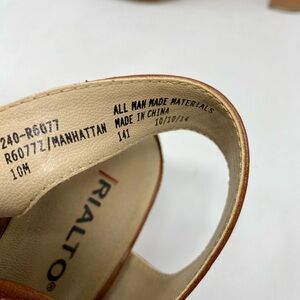 240-R6077
R6077Z/MANHATTAN
10M
ALL MAN MADE MATERIALS
MADE IN CHINA
141 10/10/14
RIALTO®